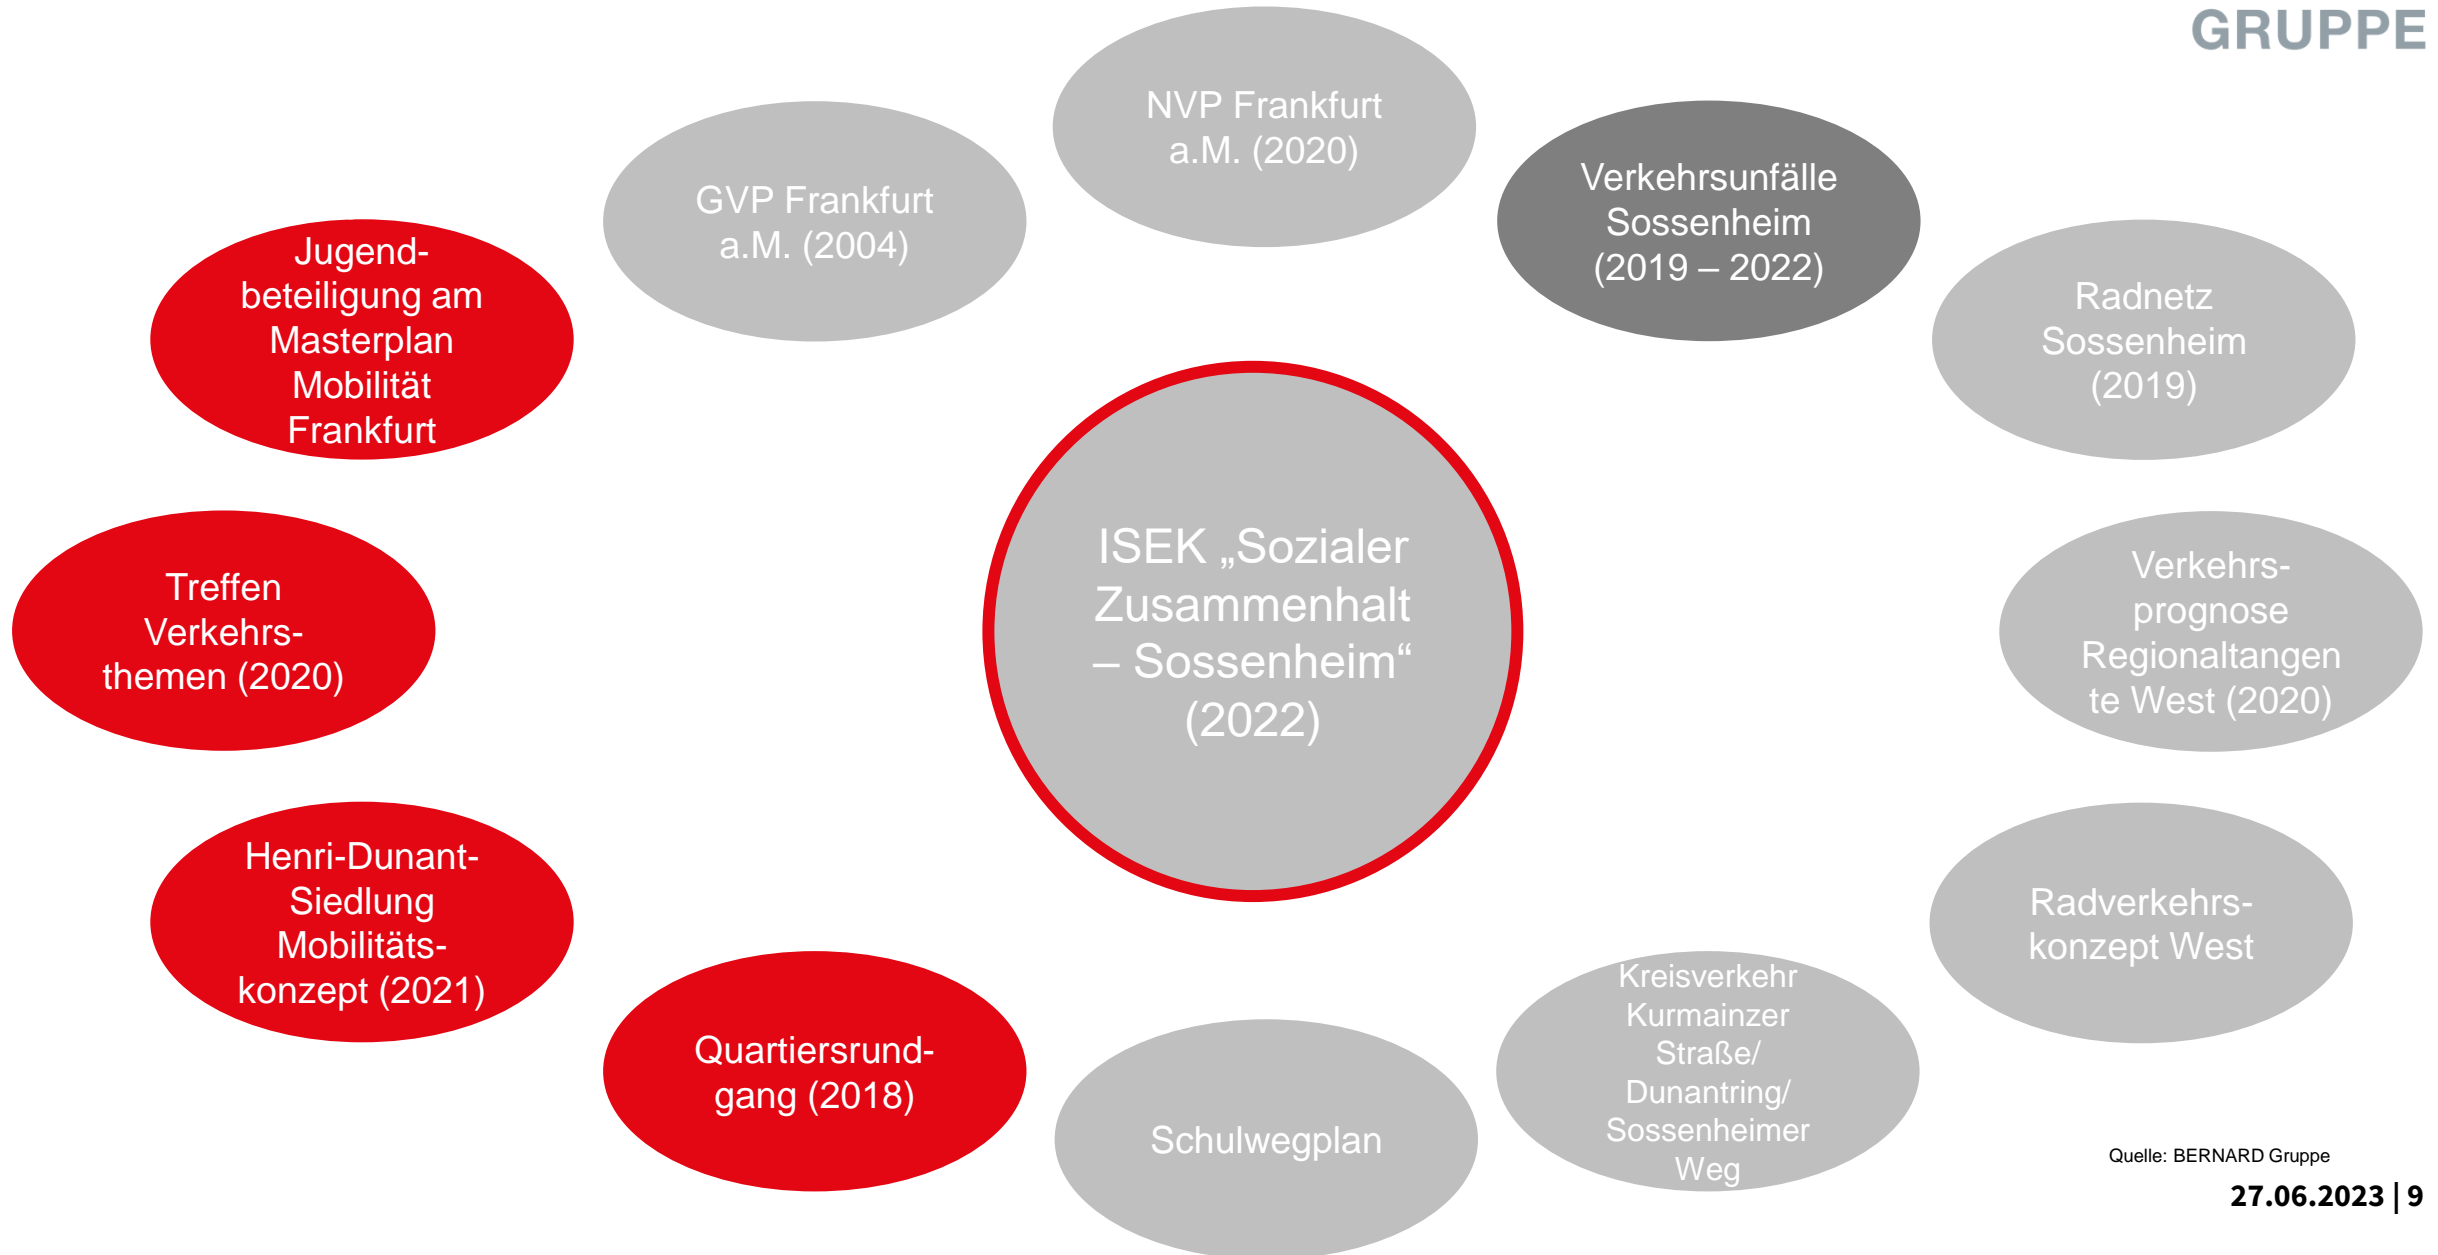 GRUPPE
NVP Frankfurt
a.M. (2020)
GVP Frankfurt
a.M. (2004)
Verkehrsunfälle
Sossenheim
(2019 – 2022)
Jugend-
beteiligung am
Masterplan
Mobilität
Frankfurt
Radnetz
Sossenheim
(2019)
ISEK „Sozialer
Zusammenhalt
– Sossenheim“
(2022)
Treffen
Verkehrs-
themen (2020)
Verkehrs-
prognose
Regionaltangen
te West (2020)
Henri-Dunant-
Siedlung
Mobilitäts-
konzept (2021)
Radverkehrs-
konzept West
Quartiersrund-
gang (2018)
Schulwegplan
Kreisverkehr
Kurmainzer
Straße/
Dunantring/
Sossenheimer
Weg
Quelle: BERNARD Gruppe
27.06.2023 | 9